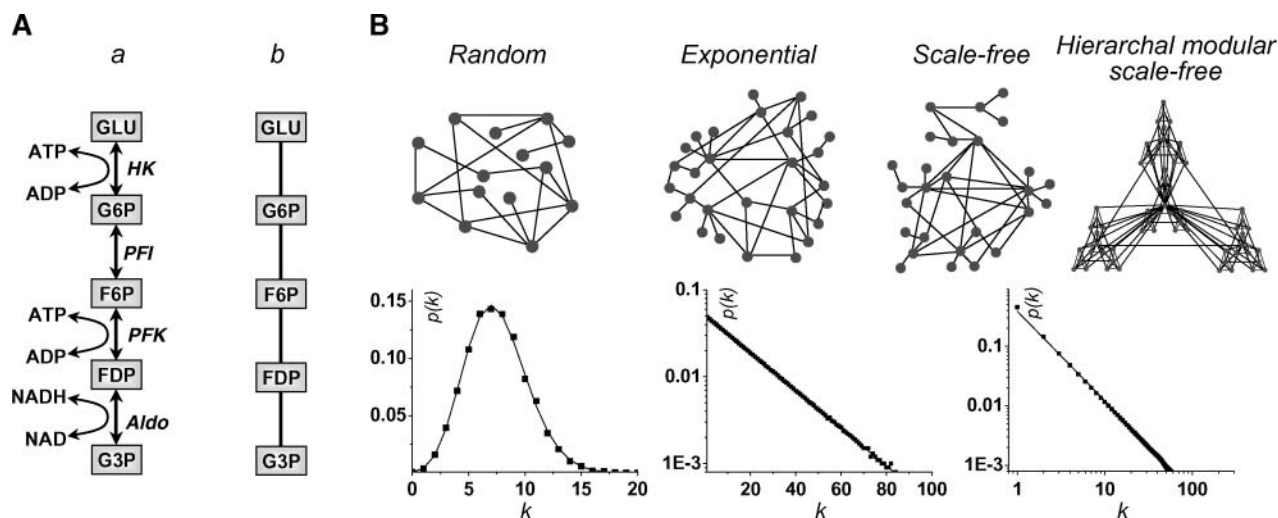 A
a
b
GLU
ATP
ADP
HK
G6P
PFI
F6P
ATP
ADP
PFK
FDP
NADH
NAD
Aldo
G3P
GLU
G6P
F6P
FDP
G3P
B
Random
Exponential
Scale-free
Hierarchal modular
scale-free
0.15
0.10
0.05
p(k)
0 5 10 15 20
k
0.1
0.01
1E-3
p(k)
0 20 40 60 80 100
k
0.1
0.01
1E-3
p(k)
1 10 100
k